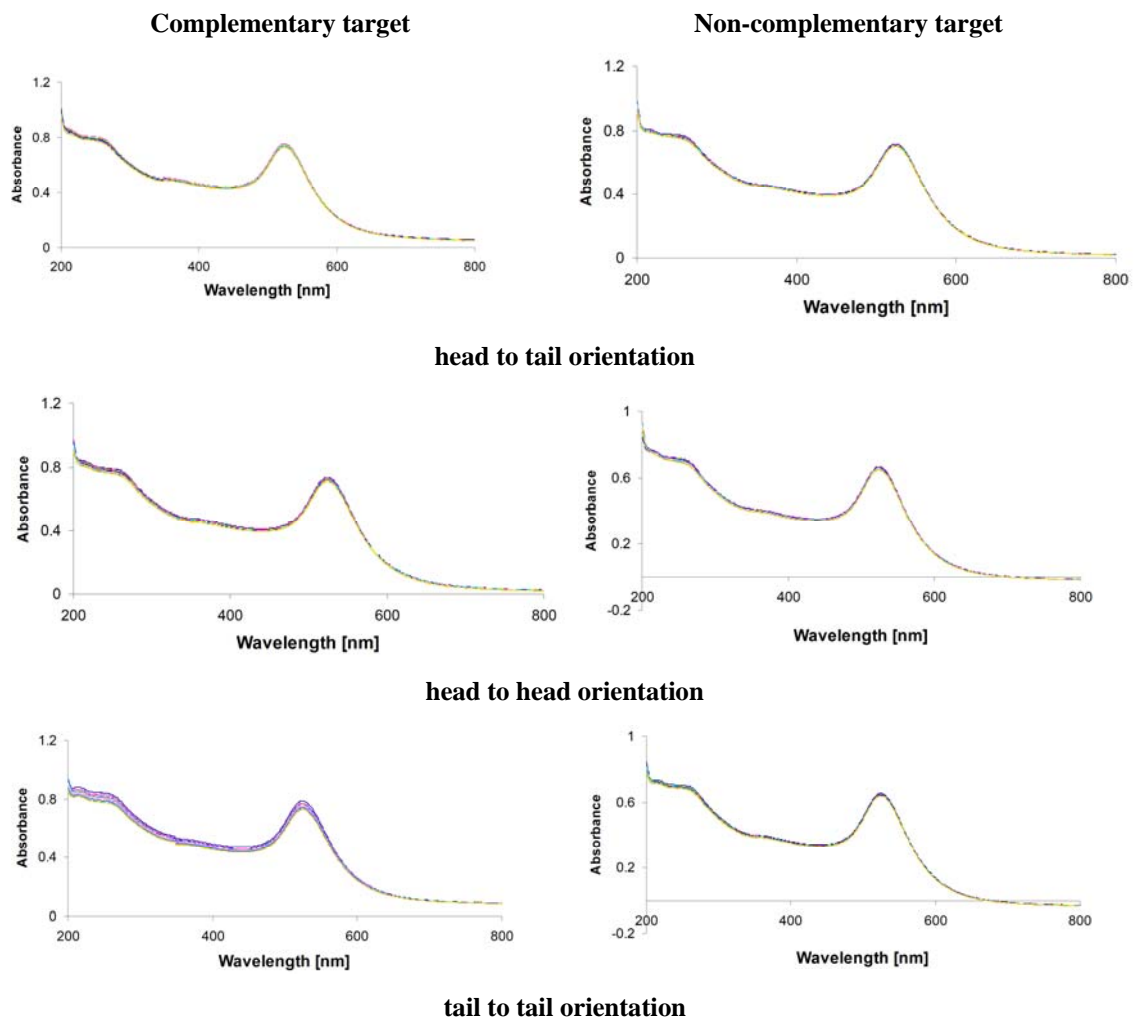 Complementary target
Non-complementary target
1.2
0.8
0.4
0
Absorbance
200 400 600 800
Wavelength [nm]
1.2
0.8
0.4
0
Absorbance
200 400 600 800
Wavelength [nm]
head to tail orientation
1.2
0.8
0.4
0
Absorbance
200 400 600 800
Wavelength [nm]
1
0.6
0.2
-0.2
Absorbance
200 400 600 800
Wavelength [nm]
head to head orientation
1.2
0.8
0.4
0
Absorbance
200 400 600 800
Wavelength [nm]
1
0.6
0.2
-0.2
Absorbance
200 400 600 800
Wavelength [nm]
tail to tail orientation